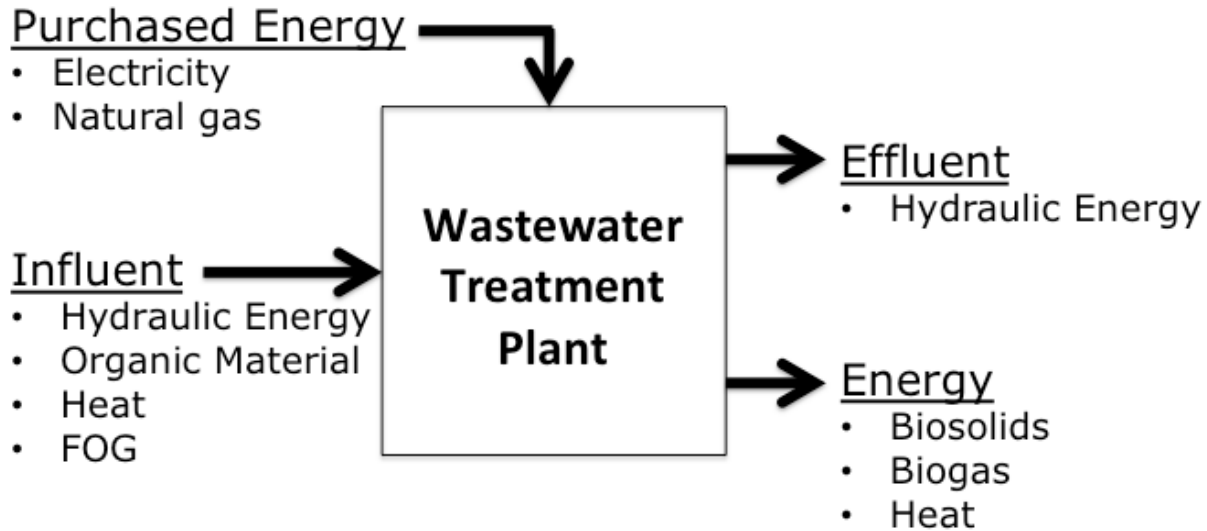 Purchased Energy
• Electricity
• Natural gas
Influent
• Hydraulic Energy
• Organic Material
• Heat
• FOG
Wastewater
Treatment
Plant
Effluent
• Hydraulic Energy
Energy
• Biosolids
• Biogas
• Heat